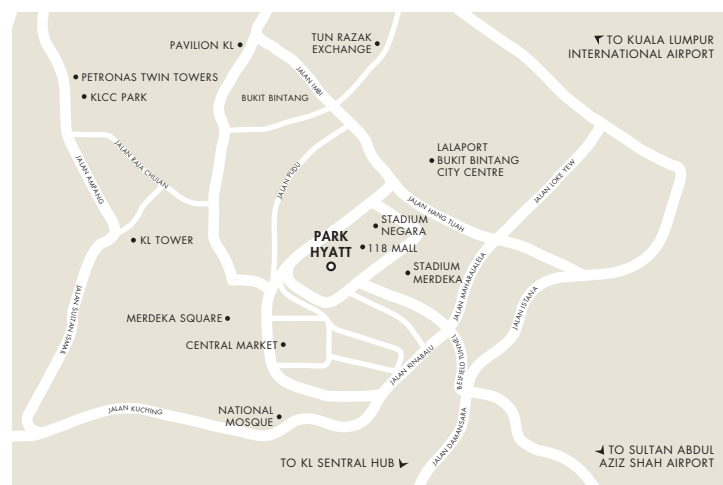 TUN RAZAK
EXCHANGE
PAVILION KL
TO KUALA LUMPUR
INTERNATIONAL AIRPORT
PETRONAS TWIN TOWERS
KLCC PARK
BUKIT BINTANG
JALAN IMBI
LALAPORT
BUKIT BINTANG
CITY CENTRE
JALAN RAJA CHULAN
JALAN AMPANG
JALAN PUDU
JALAN LOKE YEW
JALAN HANG TUAH
STADIUM
NEGARA
PARK
HYATT
118 MALL
KL TOWER
STADIUM
MERDEKA
JALAN MAHARAJALELA
JALAN SULTAN ISMAIL
JALAN ISTANA
MERDEKA SQUARE
CENTRAL MARKET
JALAN KINABALU
BELFIELD TUNNEL
JALAN KUCHING
NATIONAL
MOSQUE
JALAN DAMANSARA
TO KL SENTRAL HUB
TO SULTAN ABDUL
AZIZ SHAH AIRPORT